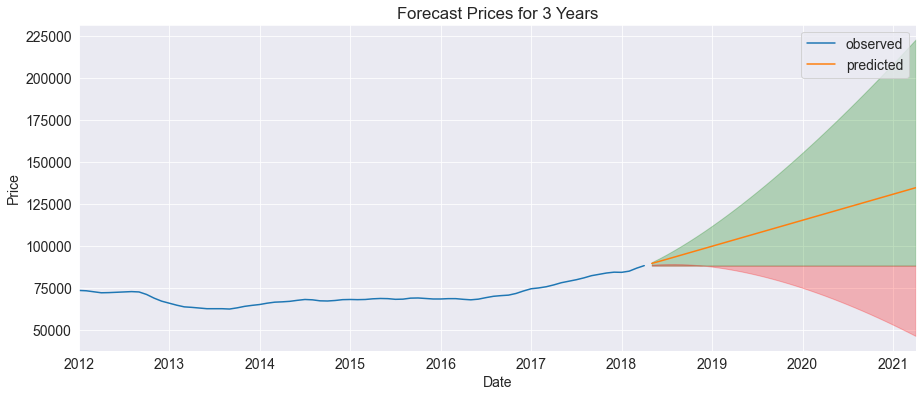 Forecast Prices for 3 Years
observed
predicted
Price
225000
200000
175000
150000
125000
100000
75000
50000
2012 2013 2014 2015 2016 2017 2018 2019 2020 2021
Date